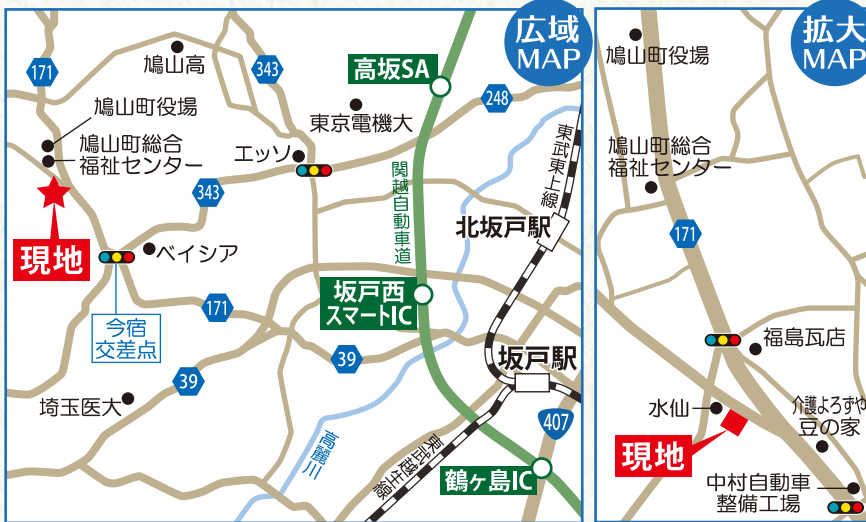 広域
MAP
171
鳩山高
343
高坂SA
248
鳩山町役場
東京電機大
鳩山町総合
福祉センター
エッソ
東武東上線
関越自動車道
343
現地
ベイシア
北坂戸駅
坂戸西
スマートIC
171
今宿
交差点
39
坂戸駅
39
埼玉医大
407
高麗川
東武越生線
鶴ヶ島IC
拡大
MAP
鳩山町役場
鳩山町総合
福祉センター
171
福島瓦店
水仙
介護よろずや
豆の家
現地
中村自動車
整備工場